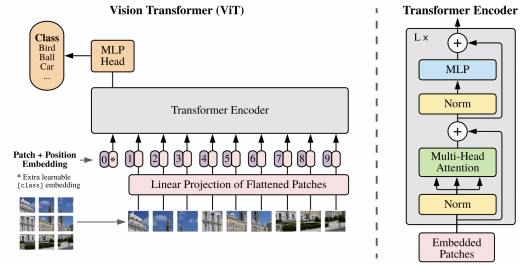 Vision Transformer (ViT)
Class
Bird
Ball
Car
...
MLP
Head
Transformer Encoder
Patch + Position
Embedding
0 * 1 2 3 4 5 6 7 8 9
* Extra learnable
[class] embedding
Linear Projection of Flattened Patches
Transformer Encoder
L x
+
MLP
Norm
+
Multi-Head
Attention
Norm
Embedded
Patches